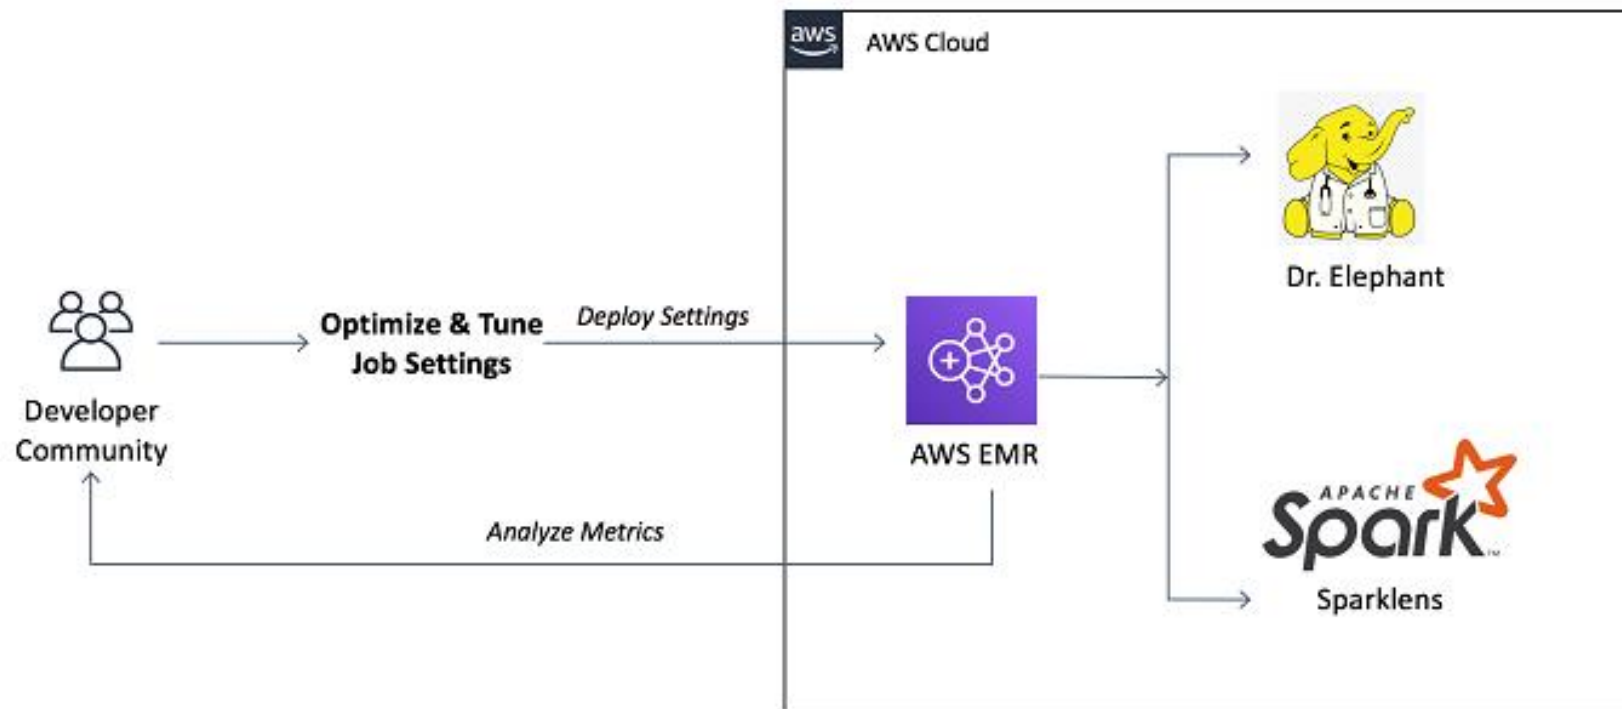 aws
AWS Cloud
Dr. Elephant
Optimize & Tune
Job Settings
Deploy Settings
Developer
Community
AWS EMR
Analyze Metrics
APACHE
Spark™
Sparklens